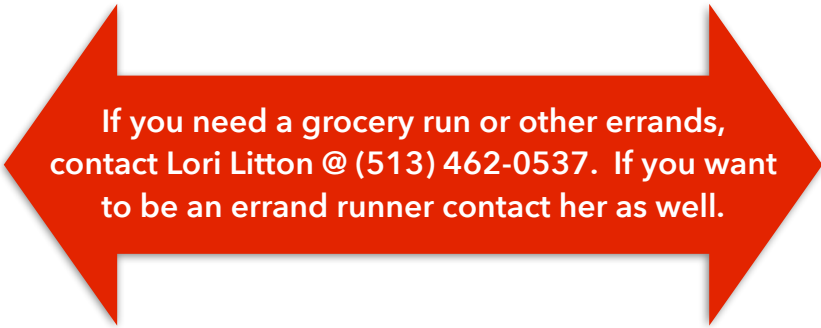 If you need a grocery run or other errands,
contact Lori Litton @ (513) 462-0537.  If you want
to be an errand runner contact her as well.